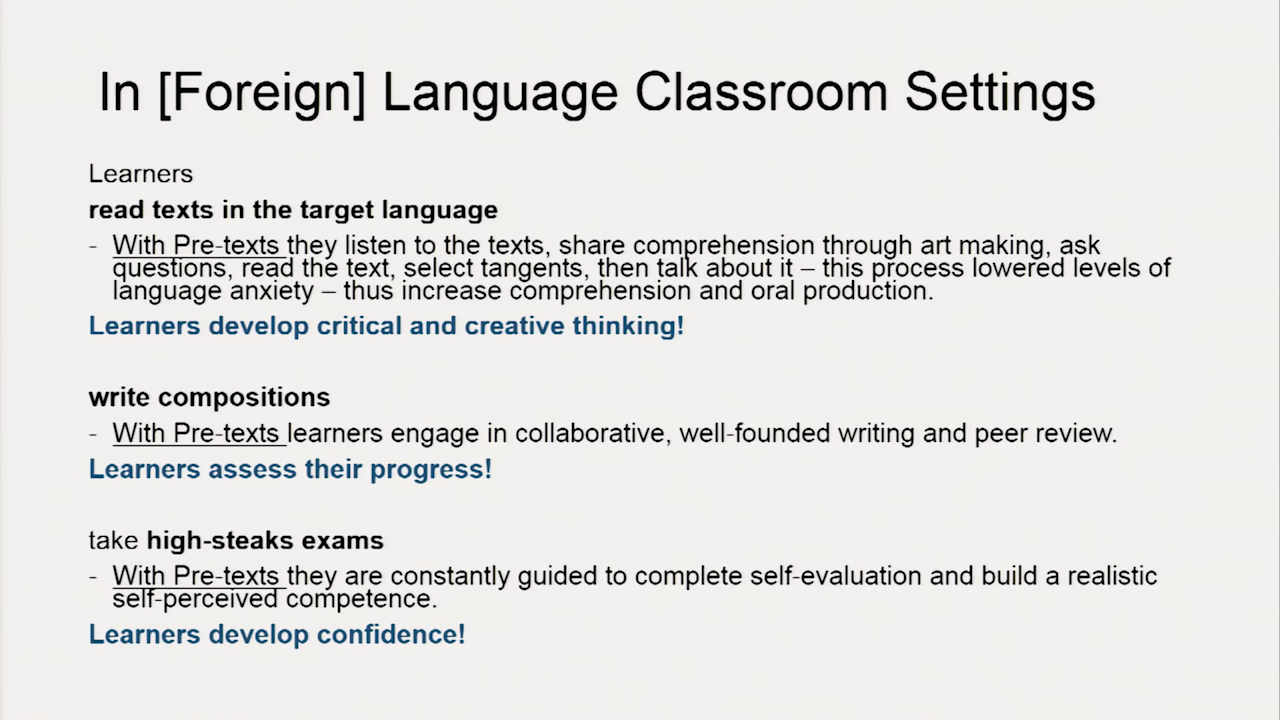 In [Foreign] Language Classroom Settings
Learners
read texts in the target language
- With Pre-texts they listen to the texts, share comprehension through art making, ask
questions, read the text, select tangents, then talk about it – this process lowered levels of
language anxiety – thus increase comprehension and oral production.
Learners develop critical and creative thinking!
write compositions
- With Pre-texts learners engage in collaborative, well-founded writing and peer review.
Learners assess their progress!
take high-steaks exams
- With Pre-texts they are constantly guided to complete self-evaluation and build a realistic
self-perceived competence.
Learners develop confidence!